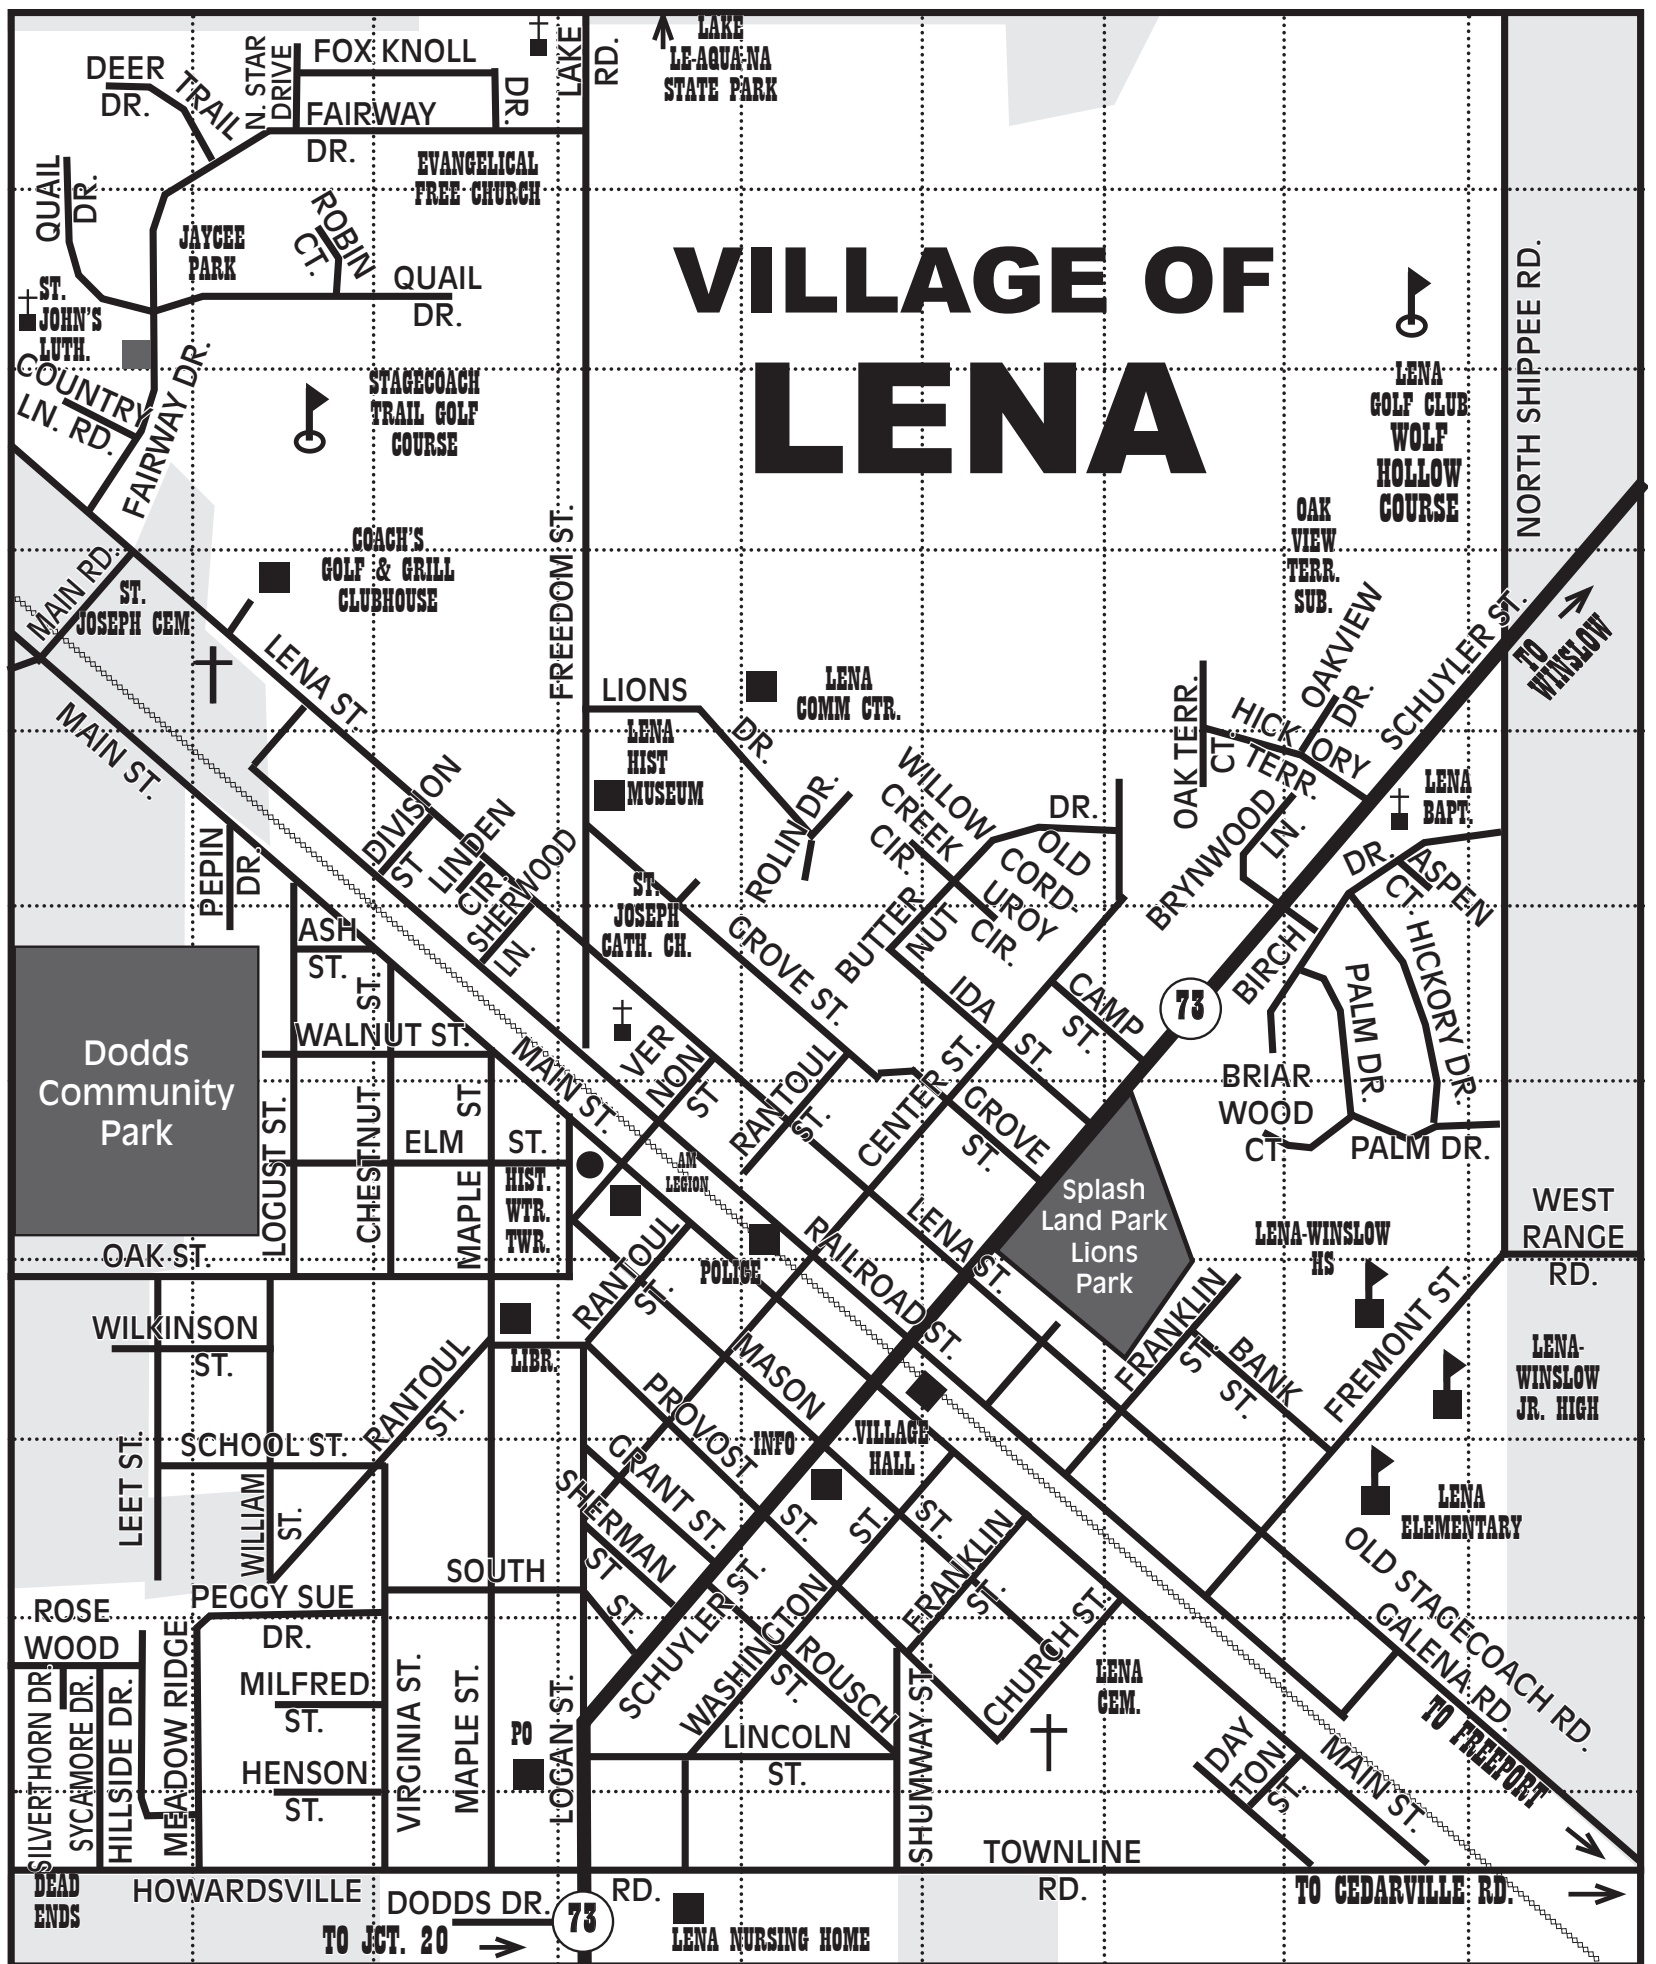 LAKE
LE-AQUA-NA
STATE PARK
LAKE
RD.
N. STAR
DRIVE
FOX KNOLL
DR.
DEER
TRAIL
DR.
FAIRWAY
DR.
EVANGELICAL
FREE CHURCH
QUAIL
DR.
JAYCEE
PARK
ROBIN
CT.
QUAIL
DR.
VILLAGE OF
LENA
ST.
JOHN'S
LUTH.
COUNTRY
LN. RD.
FAIRWAY DR.
STAGECOACH
TRAIL GOLF
COURSE
LENA
GOLF CLUB
WOLF
HOLLOW
COURSE
NORTH SHIPPEE RD.
OAK
VIEW
TERR.
SUB.
COACH'S
GOLF & GRILL
CLUBHOUSE
FREEDOM ST.
MAIN RD.
ST.
JOSEPH CEM
LENA ST.
MAIN ST.
LIONS
DR.
LENA
COMM CTR.
LENA
HIST
MUSEUM
OAKVIEW
DR.
SCHUYLER ST.
TO
WINSLOW
OAK TERR.
CT.
HICKORY
TERR.
LENA
BAPT.
DIVISION
ST
LINDEN
CIR.
SHERWOOD
LN.
ROLIN DR.
WILLOW
CREEK
CIR.
DR.
OLD
CORD-
UROY
CIR.
BUTTER
NUT
BRYNWOOD
LN.
DR.
ASPEN
CT.
BIRCH
HICKORY DR.
PEPIN
DR.
ST.
JOSEPH
CATH. CH.
GROVE ST.
IDA
ST.
CAMP
ST.
73
PALM DR.
BRIAR
WOOD
CT.
PALM DR.
ASH
ST.
WALNUT ST.
Dodds
Community
Park
LOGUST ST.
CHESTNUT
ST.
MAPLE
ST
ELM
ST.
MAIN ST.
VER
NON
ST
RANTOUL
ST.
CENTER ST.
GROVE
ST.
HIST.
WTR.
TWR.
AM
LEGION
Splash
Land Park
Lions
Park
WEST
RANGE
RD.
LENA-WINSLOW
HS
OAK ST.
POLICE
RANTOUL
ST.
RAILROAD ST.
LENA ST.
WILKINSON
ST.
LIBR.
MASON
ST.
FRANKLIN
ST.
BANK
ST.
FREMONT ST.
LENA-
WINSLOW
JR. HIGH
RANTOUL
ST.
LEET ST.
SCHOOL ST.
WILLIAM
ST.
PROVOST
ST.
INFO
VILLAGE
HALL
GRANT ST.
SHERMAN
ST
ST.
LENA
ELEMENTARY
SOUTH
PEGGY SUE
DR.
ROSE
WOOD
SCHUYLER ST.
WASHINGTON
ST.
FRANKLIN
ST.
CHURCH ST.
OLD STAGECOACH RD.
GALENA RD.
ROUSCH
ST.
MILFRED
ST.
HENSON
ST.
SILVERTHORN DR.
SYCAMORE DR.
HILLSIDE DR.
MEADOW RIDGE
VIRGINIA ST.
MAPLE ST.
LOGAN ST.
PO
LINCOLN
ST.
SHUMWAY ST.
LENA
CEM.
DAY
TON
ST.
MAIN ST.
TO FREEPORT
DEAD
ENDS
HOWARDSVILLE
RD.
TOWNLINE
RD.
DODDS DR.
73
TO JCT. 20
LENA NURSING HOME
TO CEDARVILLE RD.